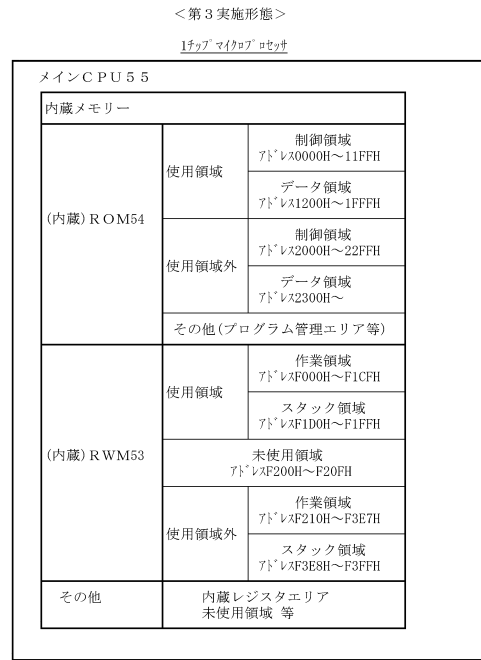 ＜第３実施形態＞
1ﾁｯﾌﾟﾏｲｸﾛﾌﾟﾛｾｯｻ
メインＣＰＵ５５
内蔵メモリー
(内蔵)ＲＯＭ54
使用領域
制御領域
ｱﾄﾞﾚｽ0000H～11FFH
データ領域
ｱﾄﾞﾚｽ1200H～1FFFH
使用領域外
制御領域
ｱﾄﾞﾚｽ2000H～22FFH
データ領域
ｱﾄﾞﾚｽ2300H～
その他(プログラム管理エリア等)
(内蔵)ＲＷＭ53
使用領域
作業領域
ｱﾄﾞﾚｽF000H～F1CFH
スタック領域
ｱﾄﾞﾚｽF1D0H～F1FFH
未使用領域
ｱﾄﾞﾚｽF200H～F20FH
使用領域外
作業領域
ｱﾄﾞﾚｽF210H～F3E7H
スタック領域
ｱﾄﾞﾚｽF3E8H～F3FFH
その他
内蔵レジスタエリア
未使用領域 等